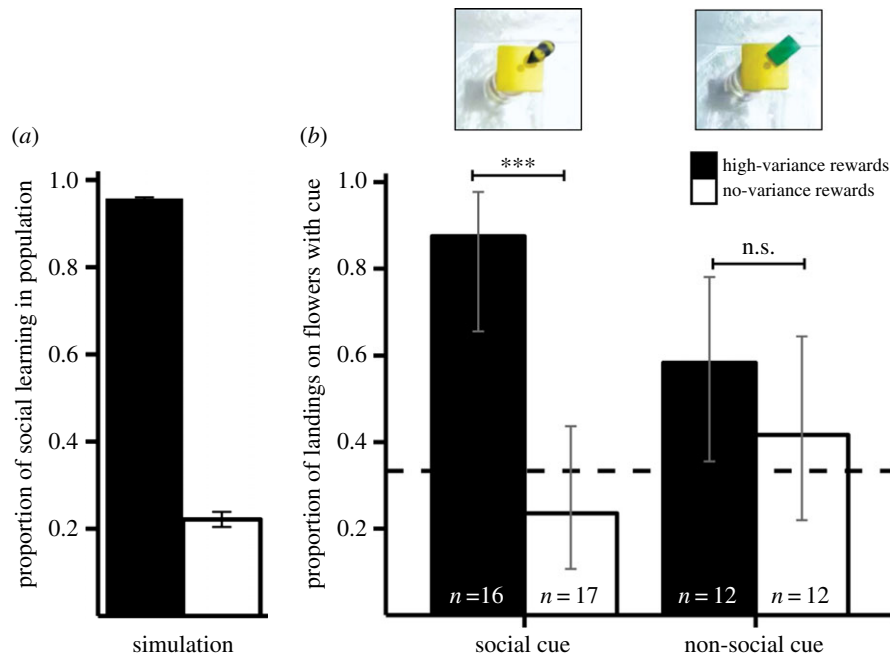 (a)
proportion of social learning in population
1.0
0.8
0.6
0.4
0.2
simulation
(b)
proportion of landings on flowers with cue
1.0
0.8
0.6
0.4
0.2
***
n.s.
high-variance rewards
no-variance rewards
n=16
n=17
n=12
n=12
social cue
non-social cue